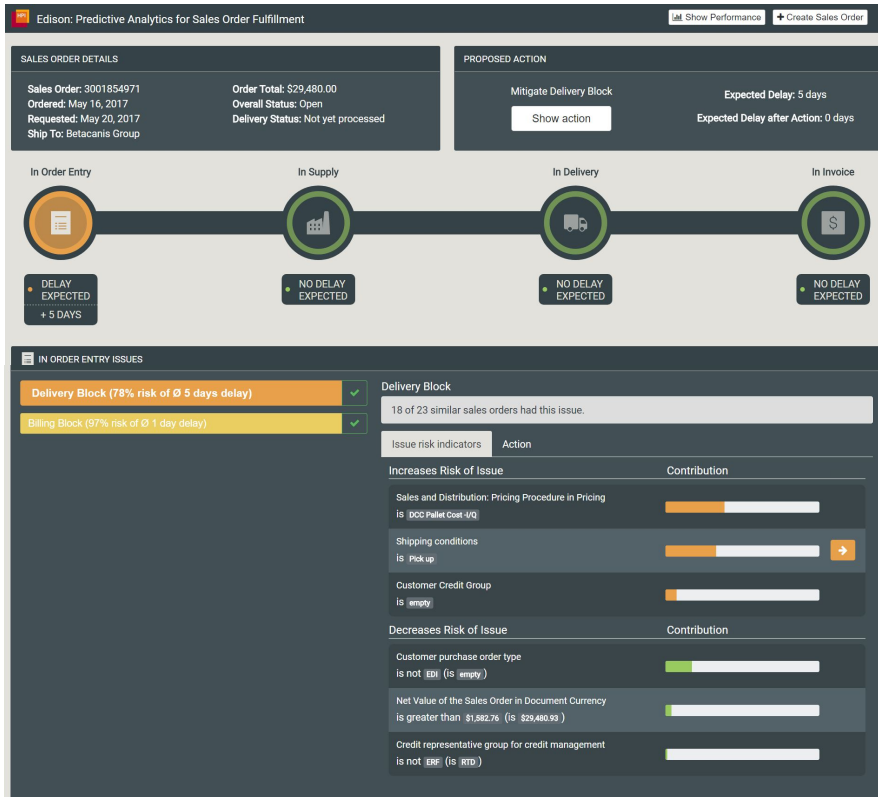 HPI
Edison: Predictive Analytics for Sales Order Fulfillment
Show Performance
Create Sales Order
SALES ORDER DETAILS
Sales Order: 3001854971
Ordered: May 16, 2017
Requested: May 20, 2017
Ship To: Betacanis Group
Order Total: $29,480.00
Overall Status: Open
Delivery Status: Not yet processed
PROPOSED ACTION
Mitigate Delivery Block
Show action
Expected Delay: 5 days
Expected Delay after Action: 0 days
In Order Entry
In Supply
In Delivery
In Invoice
DELAY
EXPECTED
+ 5 DAYS
NO DELAY
EXPECTED
NO DELAY
EXPECTED
NO DELAY
EXPECTED
IN ORDER ENTRY ISSUES
Delivery Block (78% risk of Ø 5 days delay)
Billing Block (97% risk of Ø 1 day delay)
Delivery Block
18 of 23 similar sales orders had this issue.
Issue risk indicators Action
Increases Risk of Issue Contribution
Sales and Distribution: Pricing Procedure in Pricing
is DCC Pallet Cost -I/Q
Shipping conditions
is Pick up
Customer Credit Group
is empty
Decreases Risk of Issue Contribution
Customer purchase order type
is not EDI (is empty)
Net Value of the Sales Order in Document Currency
is greater than $1,582.76 (is $29,480.93)
Credit representative group for credit management
is not ERF (is RTD)